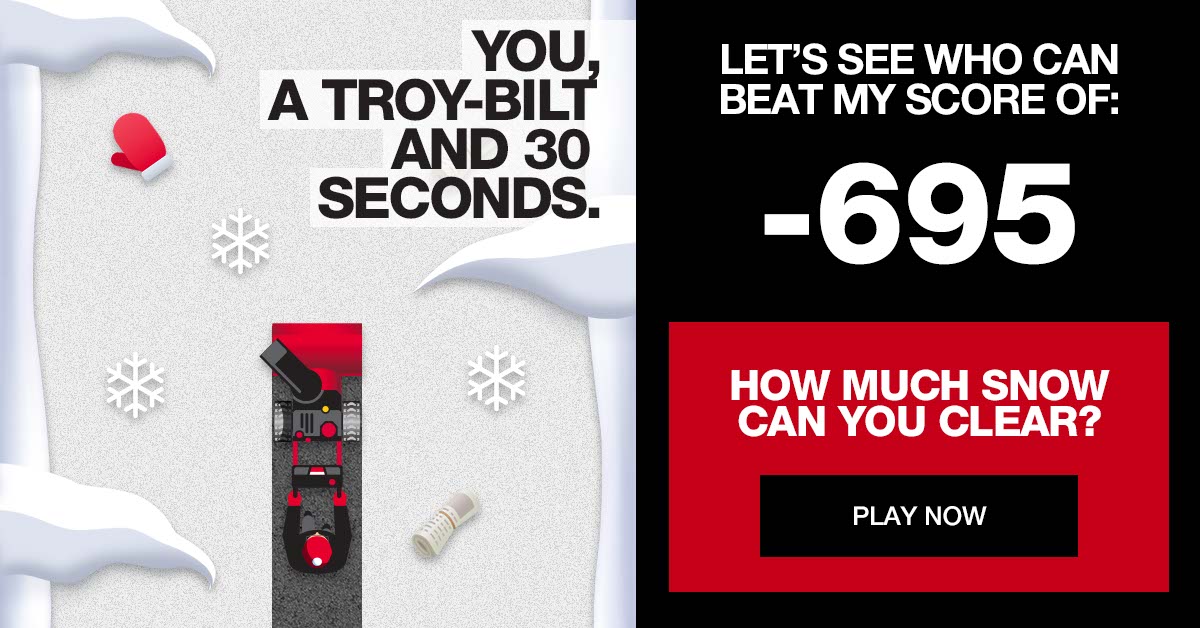 YOU,
A TROY-BILT
AND 30
SECONDS.
LET’S SEE WHO CAN
BEAT MY SCORE OF:
-695
HOW MUCH SNOW
CAN YOU CLEAR?
PLAY NOW